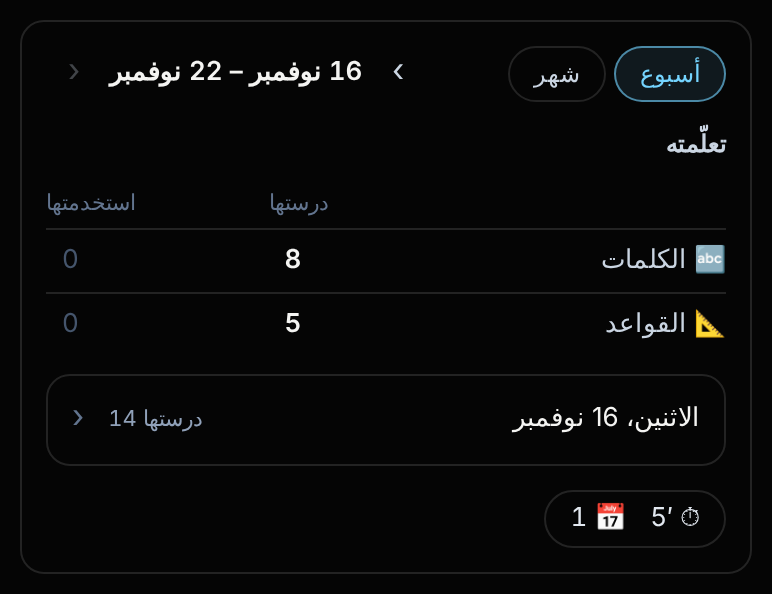 أسبوع شهر
16 نوفمبر – 22 نوفمبر
تعلّمته
درستها استخدمتها
🔤 الكلمات 8 0
📐 القواعد 5 0
الاثنين، 16 نوفمبر درستها 14
⏱ 5′ 📅 1